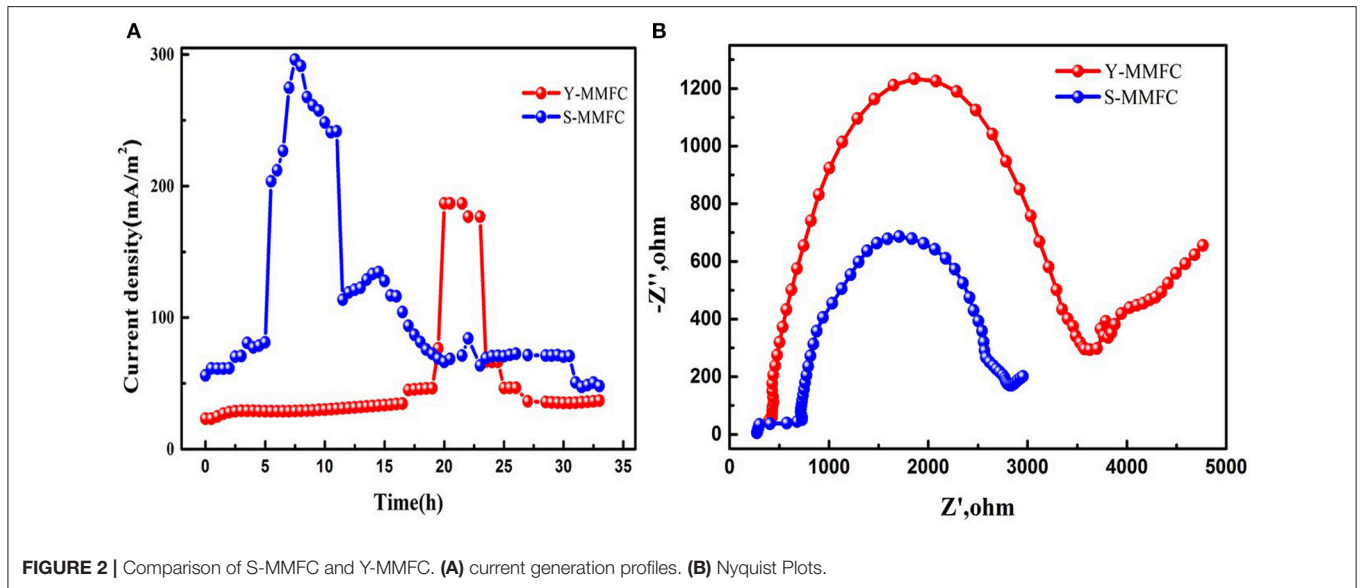 A
300
200
100
0
0 5 10 15 20 25 30 35
Current density(mA/m²)
Time(h)
Y-MMFC
S-MMFC
B
1200
1000
800
600
400
200
0
0 1000 2000 3000 4000 5000
-Z'',ohm
Z',ohm
Y-MMFC
S-MMFC
FIGURE 2 | Comparison of S-MMFC and Y-MMFC. (A) current generation profiles. (B) Nyquist Plots.